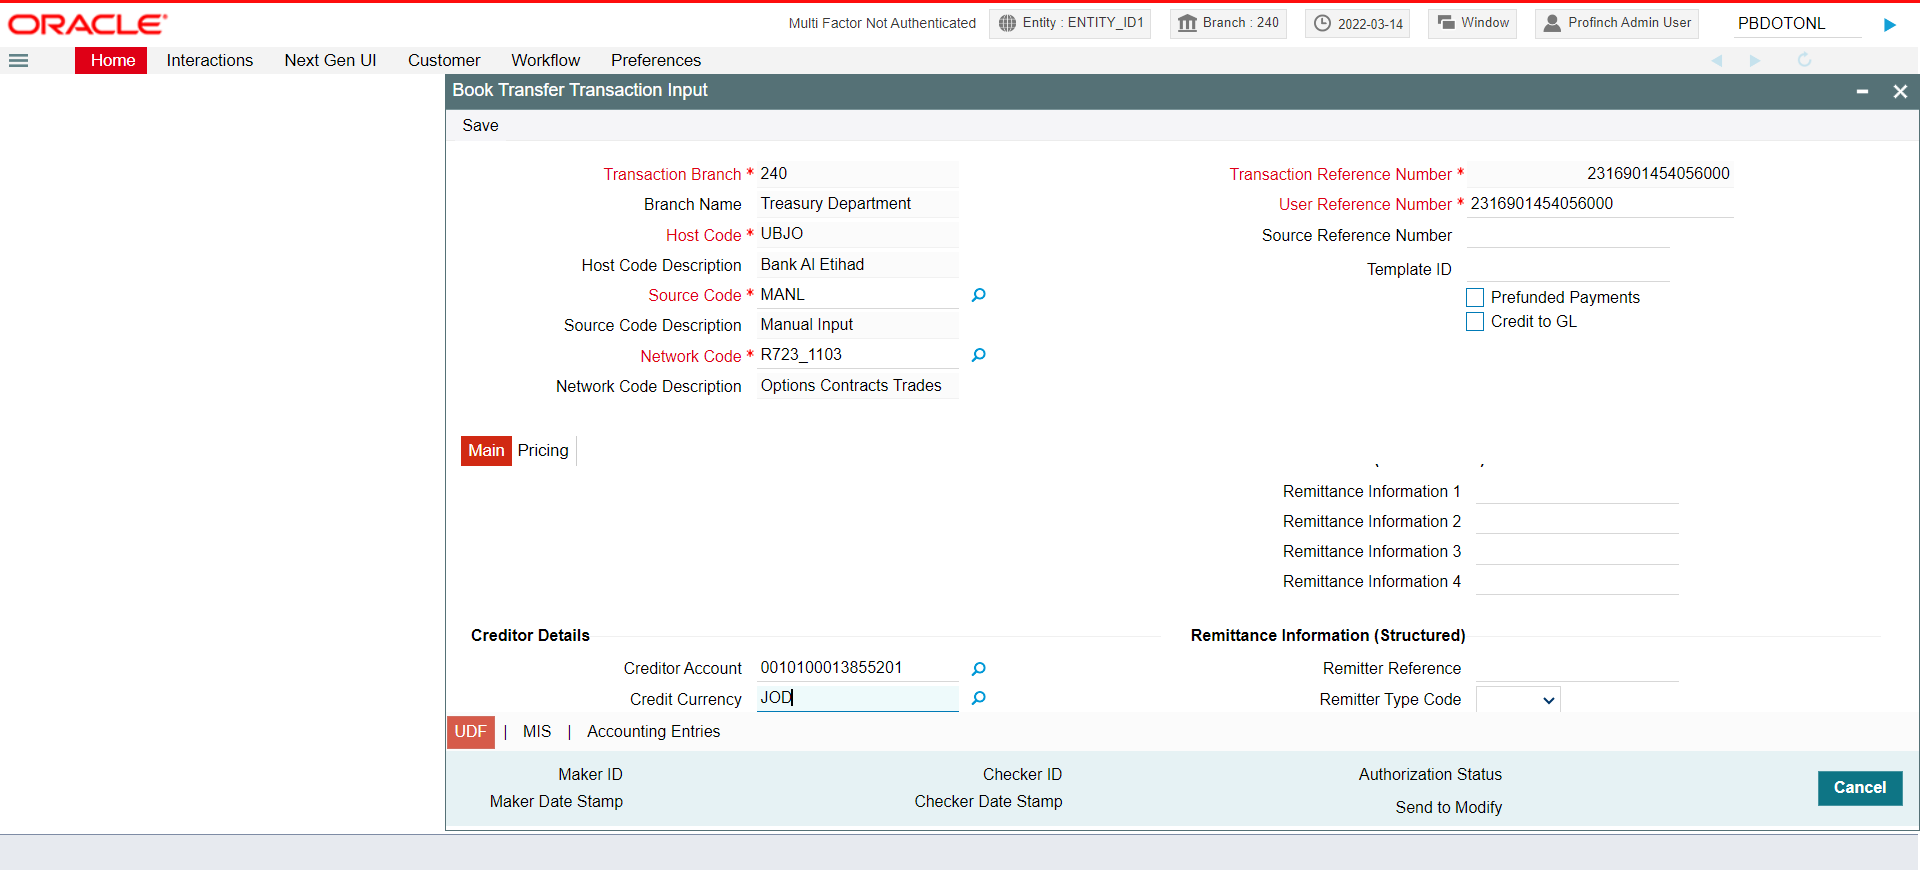 ORACLE
Multi Factor Not Authenticated
Entity : ENTITY_ID1
Branch : 240
2022-03-14
Window
Profinch Admin User
PBDOTONL
Home
Interactions
Next Gen UI
Customer
Workflow
Preferences
Book Transfer Transaction Input
Save
Transaction Branch * 240
Branch Name Treasury Department
Host Code * UBJO
Host Code Description Bank Al Etihad
Source Code * MANL
Source Code Description Manual Input
Network Code * R723_1103
Network Code Description Options Contracts Trades
Transaction Reference Number * 2316901454056000
User Reference Number * 2316901454056000
Source Reference Number
Template ID
Prefunded Payments
Credit to GL
Main
Pricing
Remittance Information 1
Remittance Information 2
Remittance Information 3
Remittance Information 4
Creditor Details
Creditor Account 0010100013855201
Credit Currency JOD
Remittance Information (Structured)
Remitter Reference
Remitter Type Code
UDF | MIS | Accounting Entries
Maker ID
Maker Date Stamp
Checker ID
Checker Date Stamp
Authorization Status
Send to Modify
Cancel